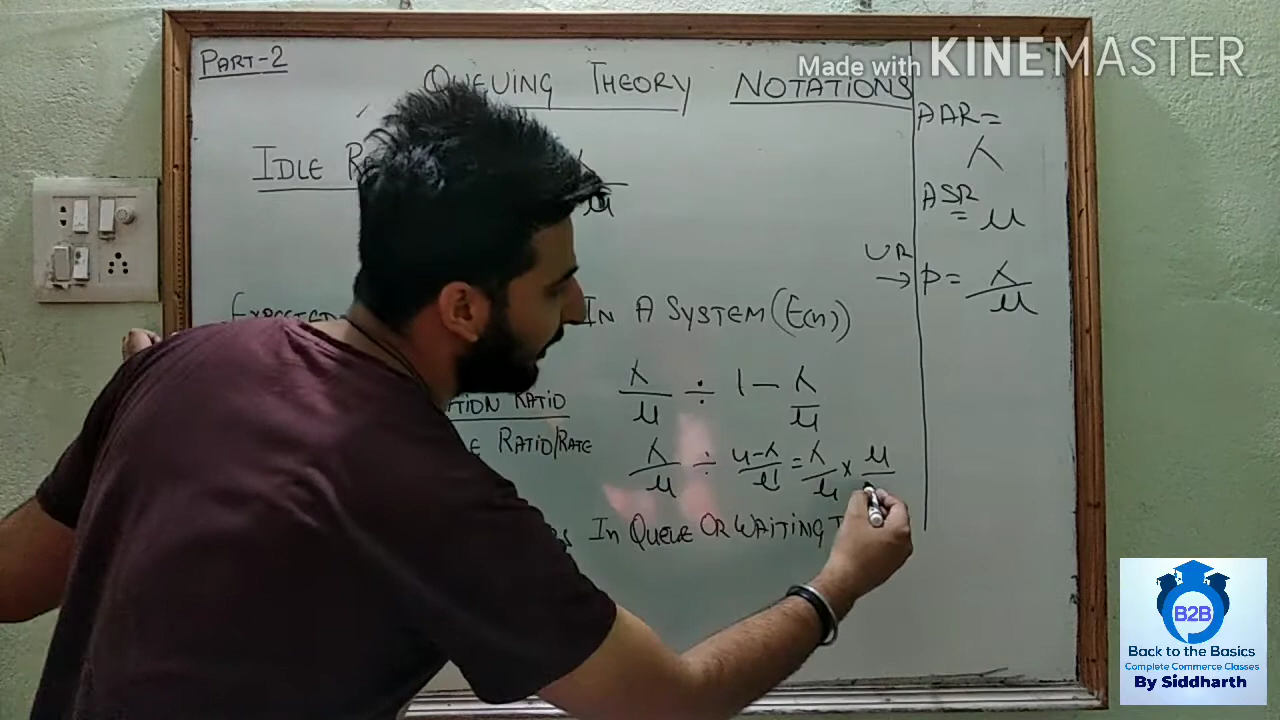 PART-2
Made with KINEMASTER
QUEUING THEORY NOTATIONS
AAR =
λ
IDLE
μ
ASR
= μ
UR
→ p = λ/μ
IN A SYSTEM (E(n))
λ/μ ÷ 1 - λ/μ
RATIO
RATIO/RATE
λ/μ ÷ μ-λ/μ = λ/μ × μ
IN QUEUE OR WAITING
B2B
Back to the Basics
Complete Commerce Classes
By Siddharth